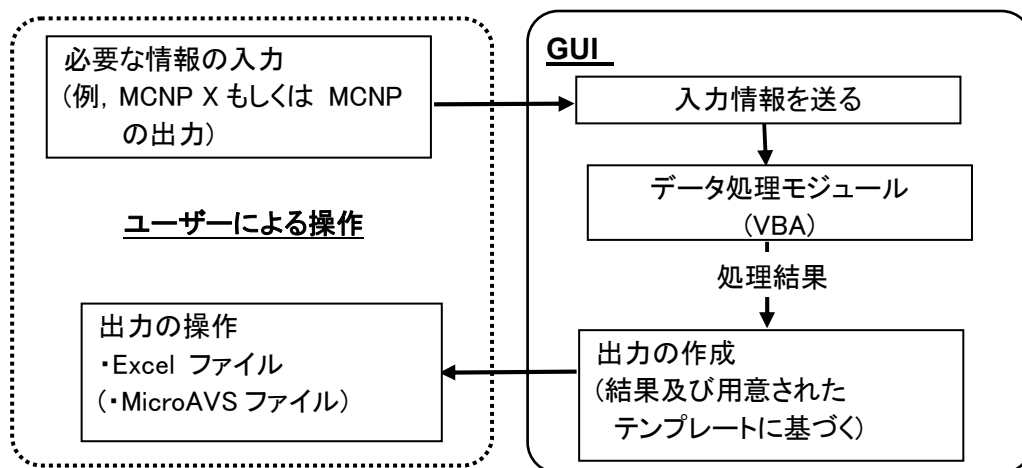 必要な情報の入力
(例, MCNP X もしくは MCNP
の出力)
ユーザーによる操作
出力の操作
・Excel ファイル
(・MicroAVS ファイル)
GUI
入力情報を送る
データ処理モジュール
(VBA)
処理結果
出力の作成
(結果及び用意された
テンプレートに基づく)